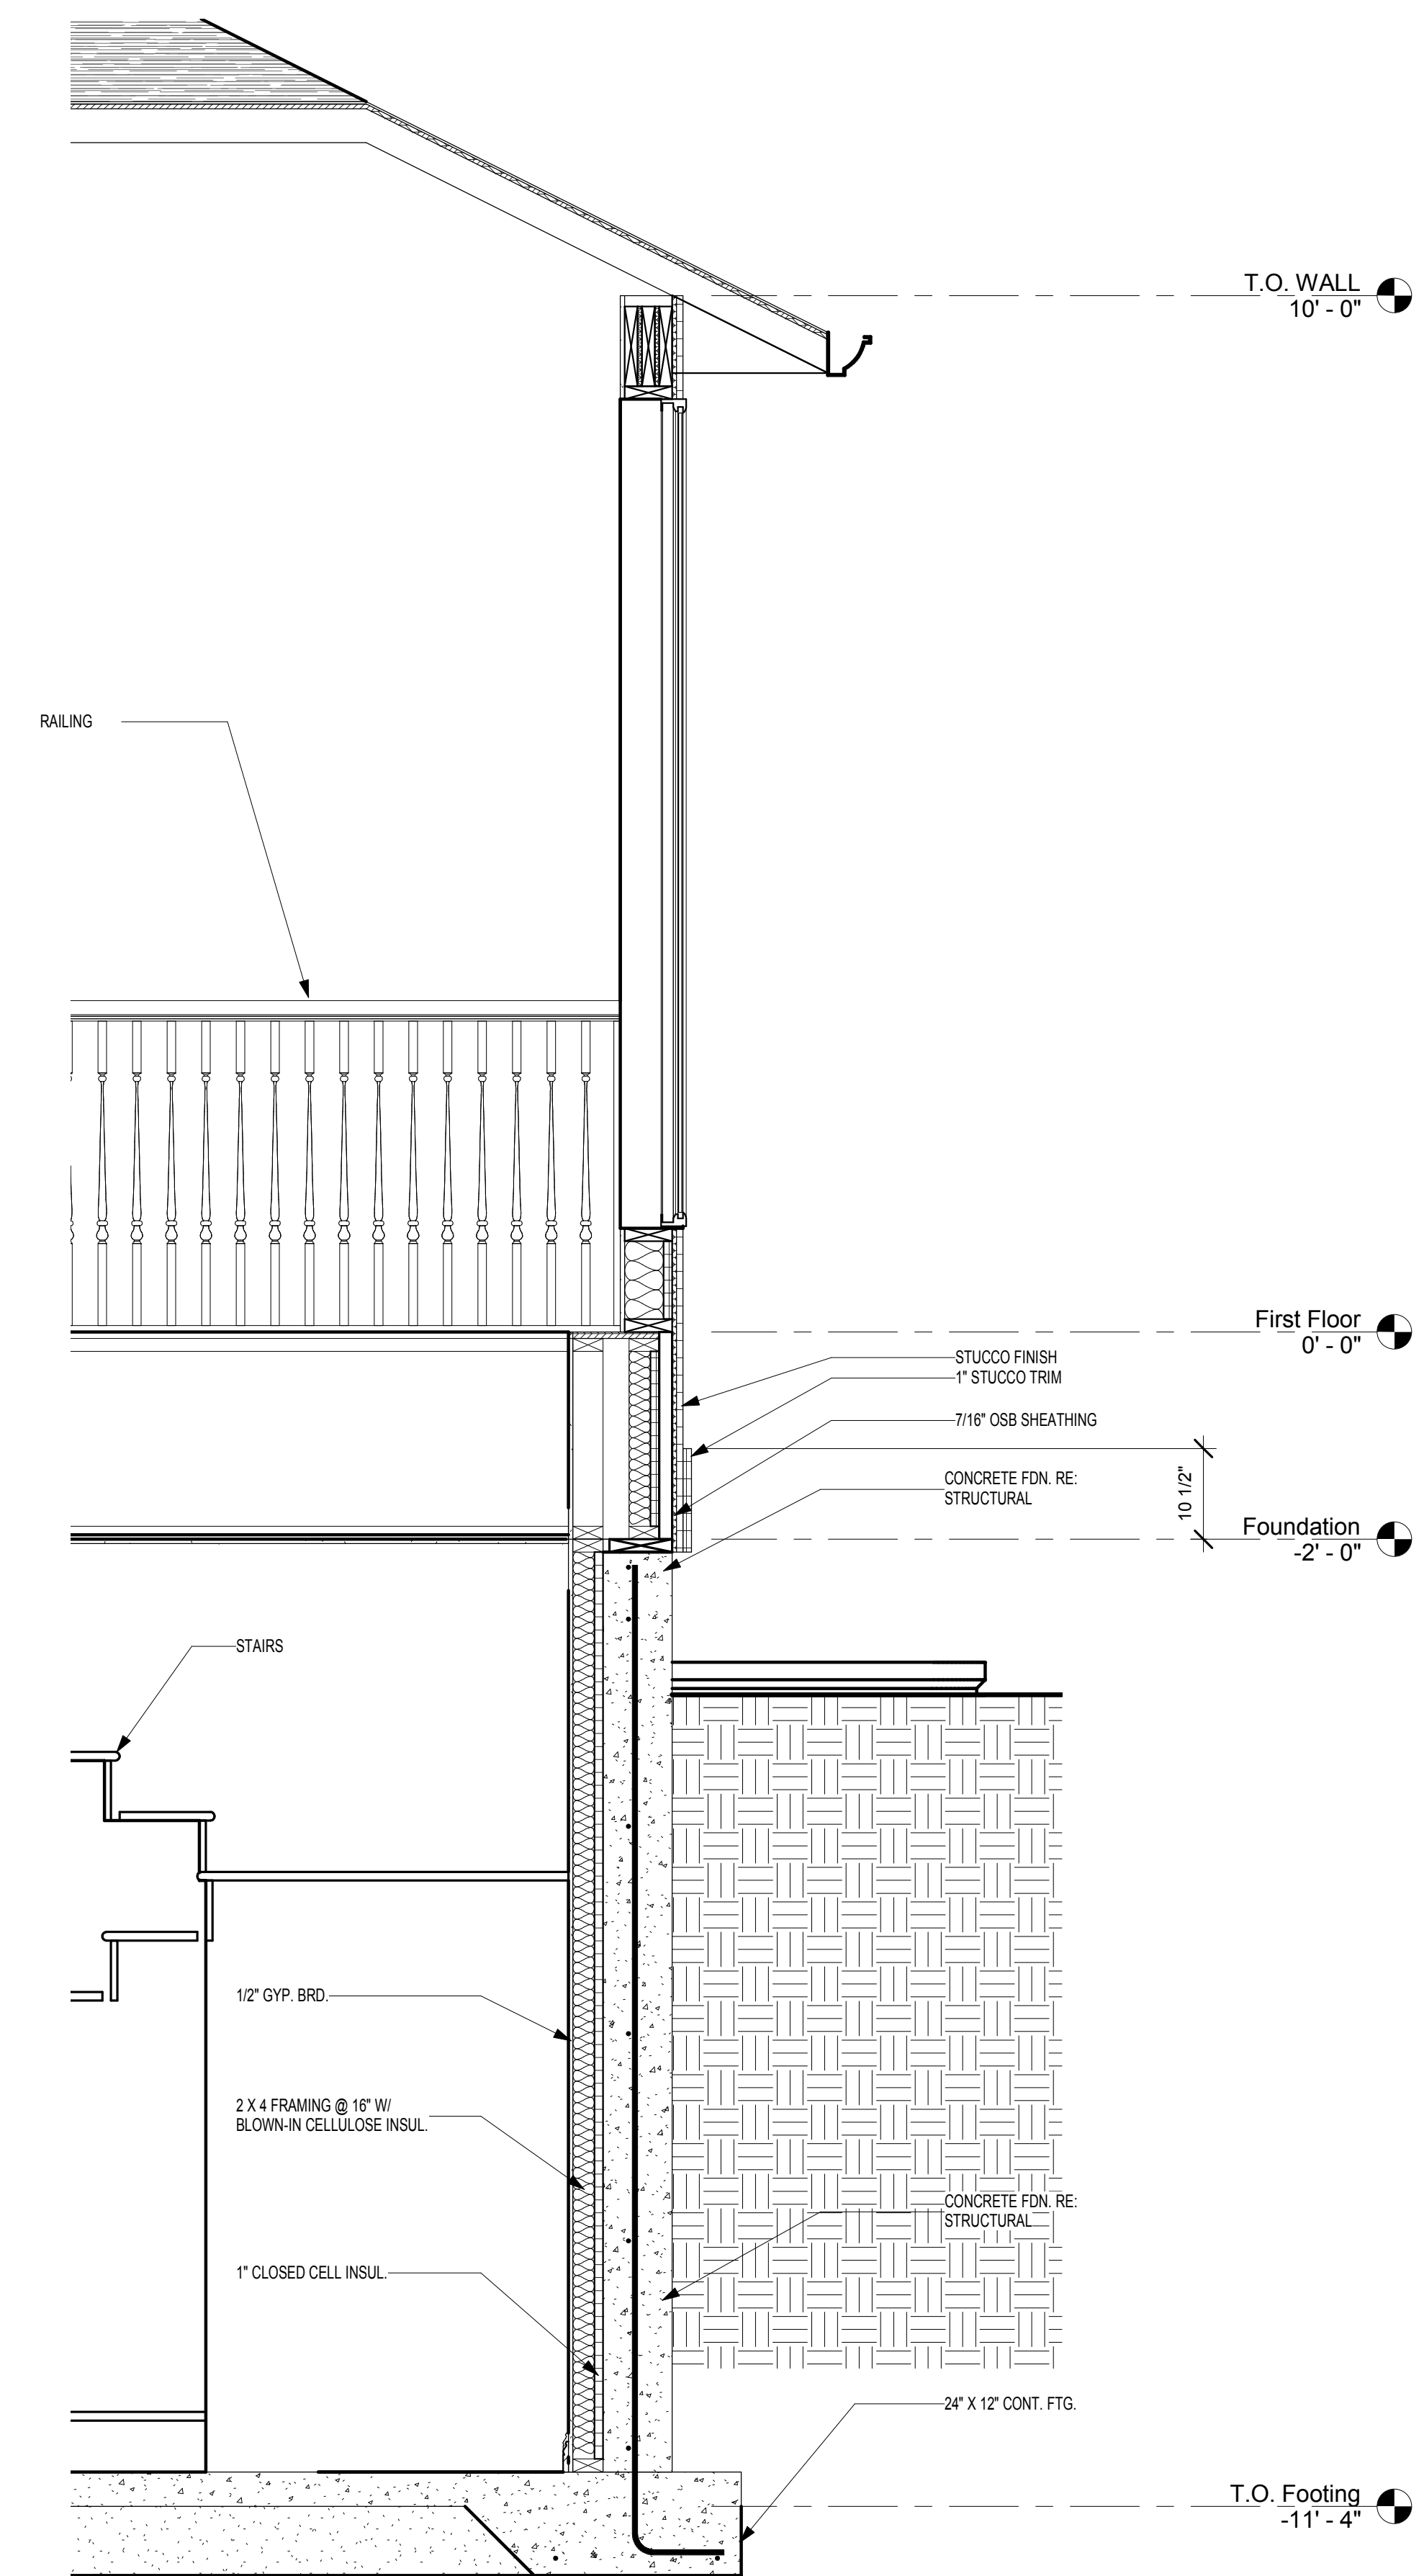 T.O. WALL
10' - 0"
RAILING
First Floor
0' - 0"
STUCCO FINISH
1" STUCCO TRIM
7/16" OSB SHEATHING
CONCRETE FDN. RE:
STRUCTURAL
10 1/2"
Foundation
-2' - 0"
STAIRS
1/2" GYP. BRD.
2 X 4 FRAMING @ 16" W/
BLOWN-IN CELLULOSE INSUL.
CONCRETE FDN. RE:
STRUCTURAL
1" CLOSED CELL INSUL.
24" X 12" CONT. FTG.
T.O. Footing
-11' - 4"